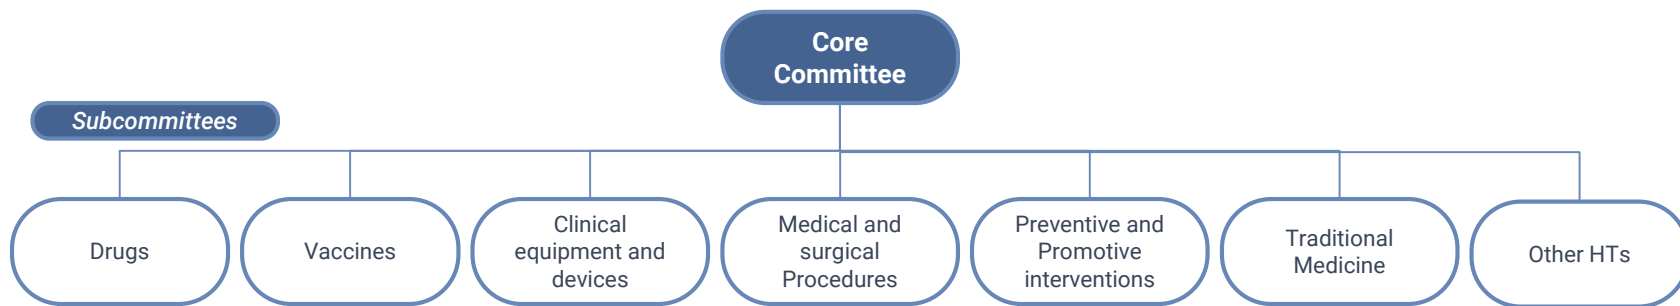 Core
Committee
Subcommittees
Drugs
Vaccines
Clinical
equipment and
devices
Medical and
surgical
Procedures
Preventive and
Promotive
interventions
Traditional
Medicine
Other HTs